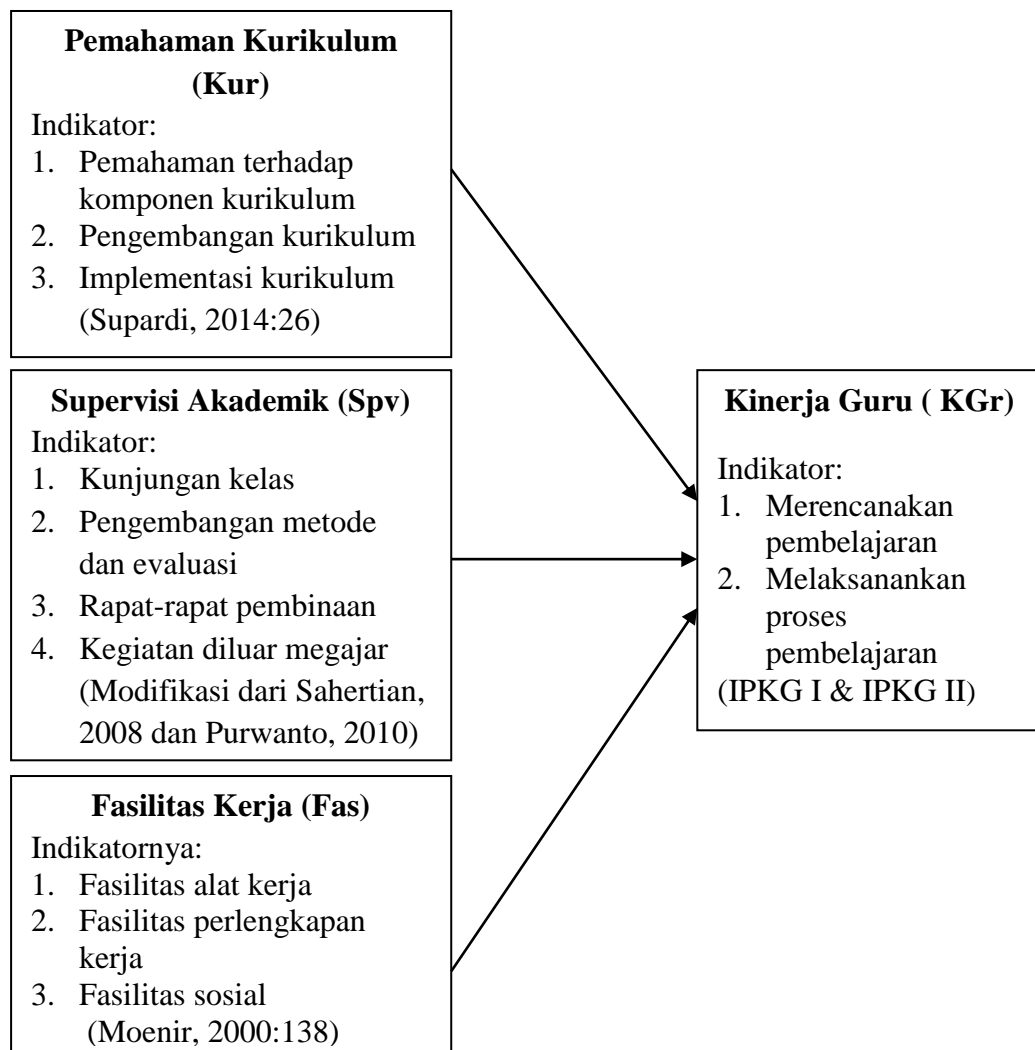 Pemahaman Kurikulum
(Kur)
Indikator:
1. Pemahaman terhadap
komponen kurikulum
2. Pengembangan kurikulum
3. Implementasi kurikulum
(Supardi, 2014:26)
Supervisi Akademik (Spv)
Indikator:
1. Kunjungan kelas
2. Pengembangan metode
dan evaluasi
3. Rapat-rapat pembinaan
4. Kegiatan diluar megajar
(Modifikasi dari Sahertian,
2008 dan Purwanto, 2010)
Fasilitas Kerja (Fas)
Indikatornya:
1. Fasilitas alat kerja
2. Fasilitas perlengkapan
kerja
3. Fasilitas sosial
(Moenir, 2000:138)
Kinerja Guru ( KGr)
Indikator:
1. Merencanakan
pembelajaran
2. Melaksanankan
proses
pembelajaran
(IPKG I & IPKG II)